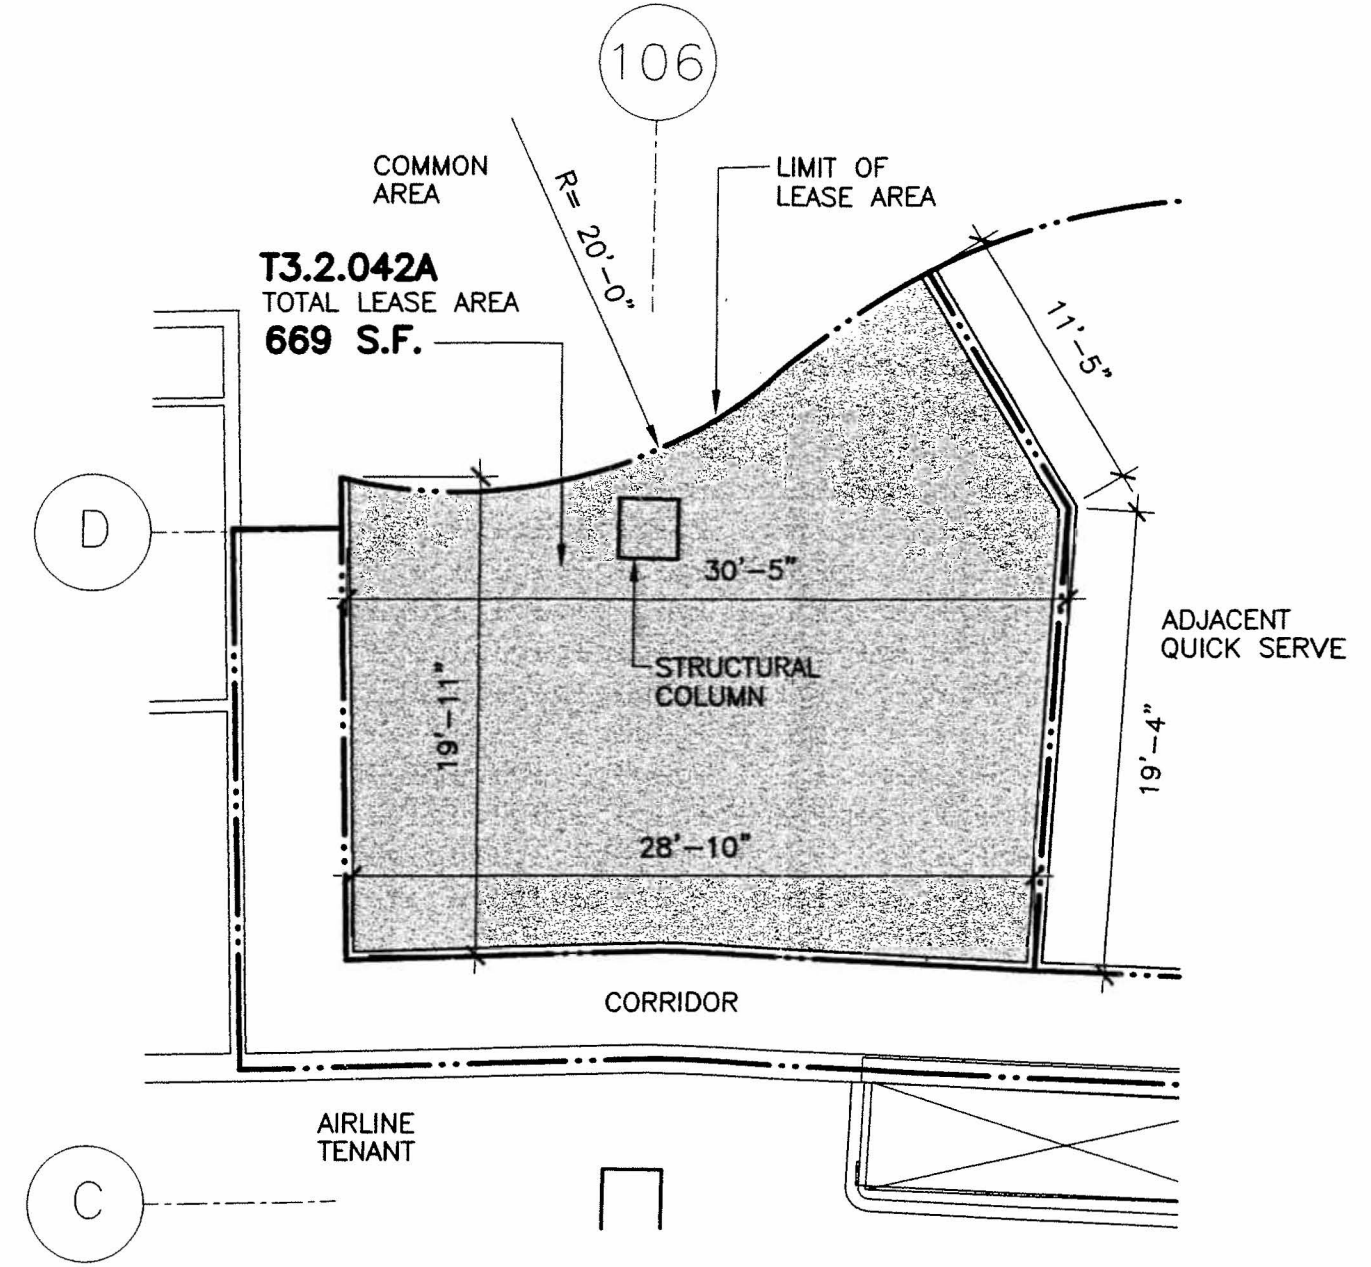 106
COMMON
AREA
LIMIT OF
LEASE AREA
R= 20'-0"
T3.2.042A
TOTAL LEASE AREA
669 S.F.
11'-5"
D
30'-5"
ADJACENT
QUICK SERVE
STRUCTURAL
COLUMN
19'-11"
19'-4"
28'-10"
CORRIDOR
AIRLINE
TENANT
C